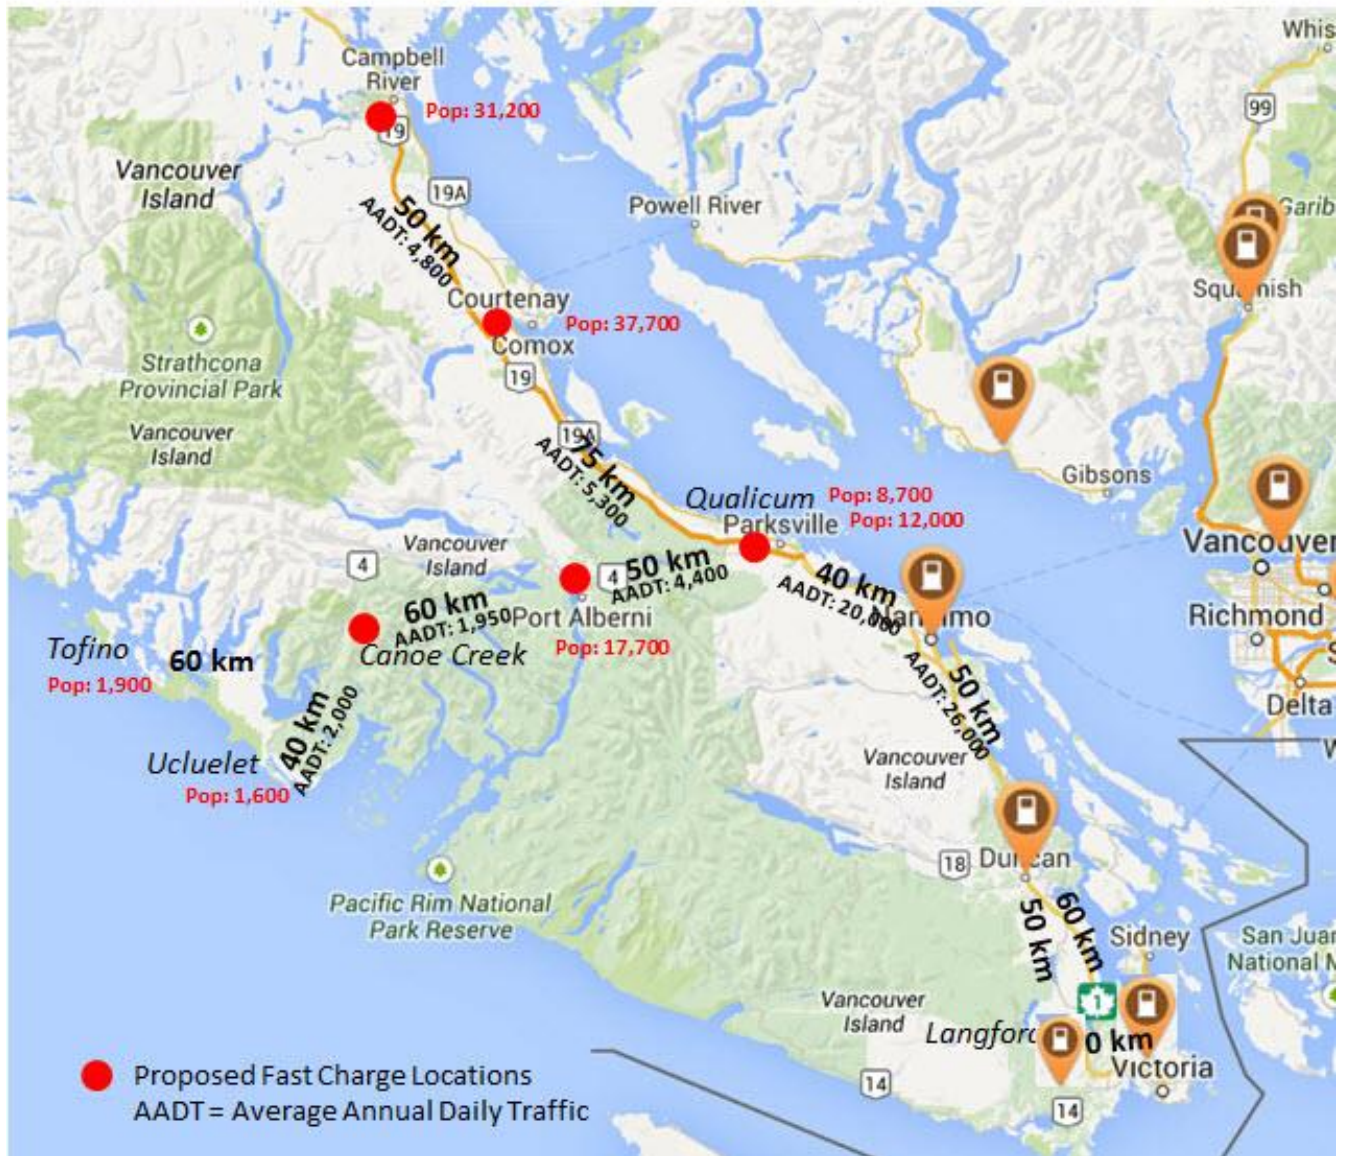 Campbell
River
Pop: 31,200
19
Vancouver
Island
19A
50 km
AADT: 4,800
Powell River
99
Squamish
Courtenay
Pop: 37,700
Comox
19
Strathcona
Provincial Park
Vancouver
Island
19A
75 km
AADT: 5,300
Gibsons
Qualicum
Pop: 8,700
Parksville
Pop: 12,000
Vancouver
Vancouver
Island
4
50 km
AADT: 4,400
4
40 km
AADT: 20,000
Nanaimo
60 km
AADT: 1,950
Port Alberni
Pop: 17,700
Richmond
Canoe Creek
Tofino
Pop: 1,900
60 km
40 km
AADT: 2,000
Ucluelet
Pop: 1,600
50 km
AADT: 26,000
Delta
Vancouver
Island
18
Duncan
Pacific Rim National
Park Reserve
60 km
50 km
Sidney
San Juan
National
1
Vancouver
Island
Langford
0 km
Victoria
14
14
Proposed Fast Charge Locations
AADT = Average Annual Daily Traffic